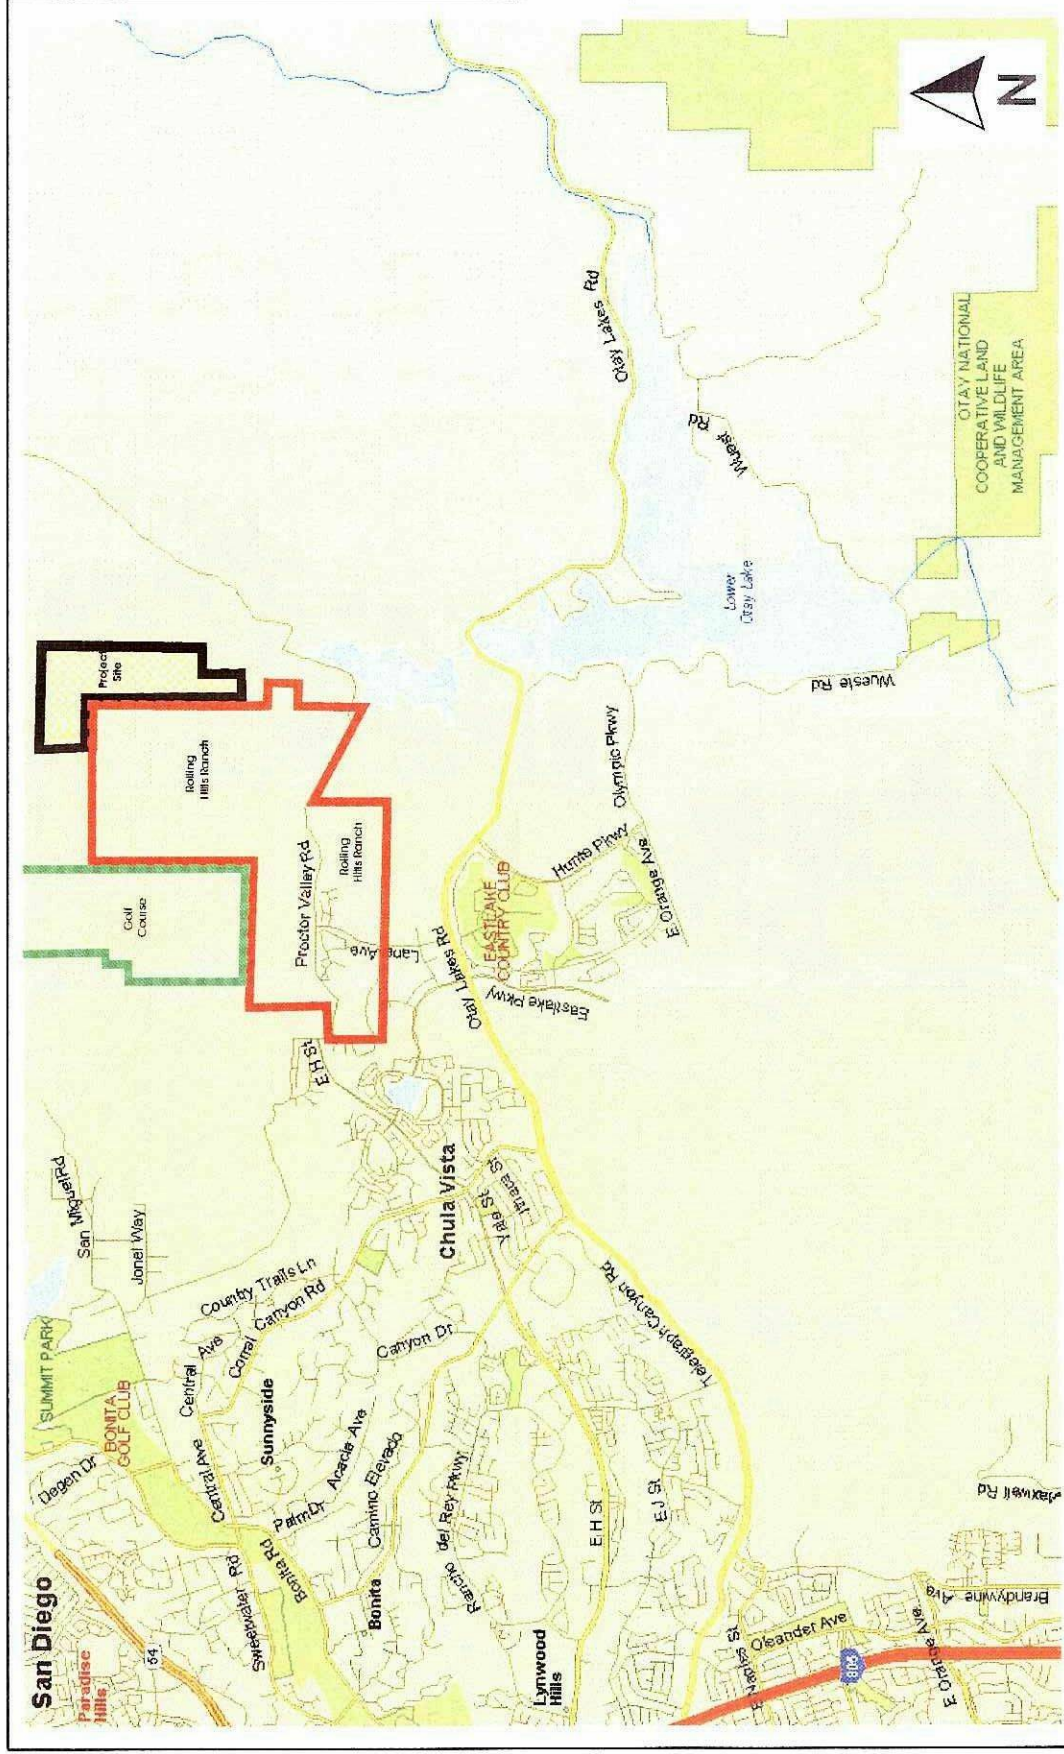 San Diego
Paradise
Hills
54
Degen Dr
SUMMIT PARK
BONITA
GOLF CLUB
San Miguel Rd
Jonel Way
Central Ave
Central Ave
Country Trails Ln
Corral Canyon Rd
Sunnyside
Sweetwater Rd
Bonita Rd
Palm Dr
Acacia Ave
Camino Elevado
Canyon Dr
Bonita
Rancho del Rey Pkwy
Lynwood
Hills
E H St
E J St
Telegraph Canyon Rd
E Naples St
Oleander Ave
805
E Orange Ave
Brandywine Ave
Maxwell Rd
Chula Vista
Yale St
Ithaca St
E H St
Golf
Course
Rolling
Hills Ranch
Project
Site
Proctor Valley Rd
Rolling
Hills Ranch
Lane Ave
Otay Lakes Rd
EASTLAKE
COUNTRY CLUB
Eastlake Pkwy
Hunte Pkwy
Olympic Pkwy
E Orange Ave
Wueste Rd
Lower
Otay Lake
Otay Lakes Rd
Wuest Rd
OTAY NATIONAL
COOPERATIVE LAND
AND WILDLIFE
MANAGEMENT AREA
N